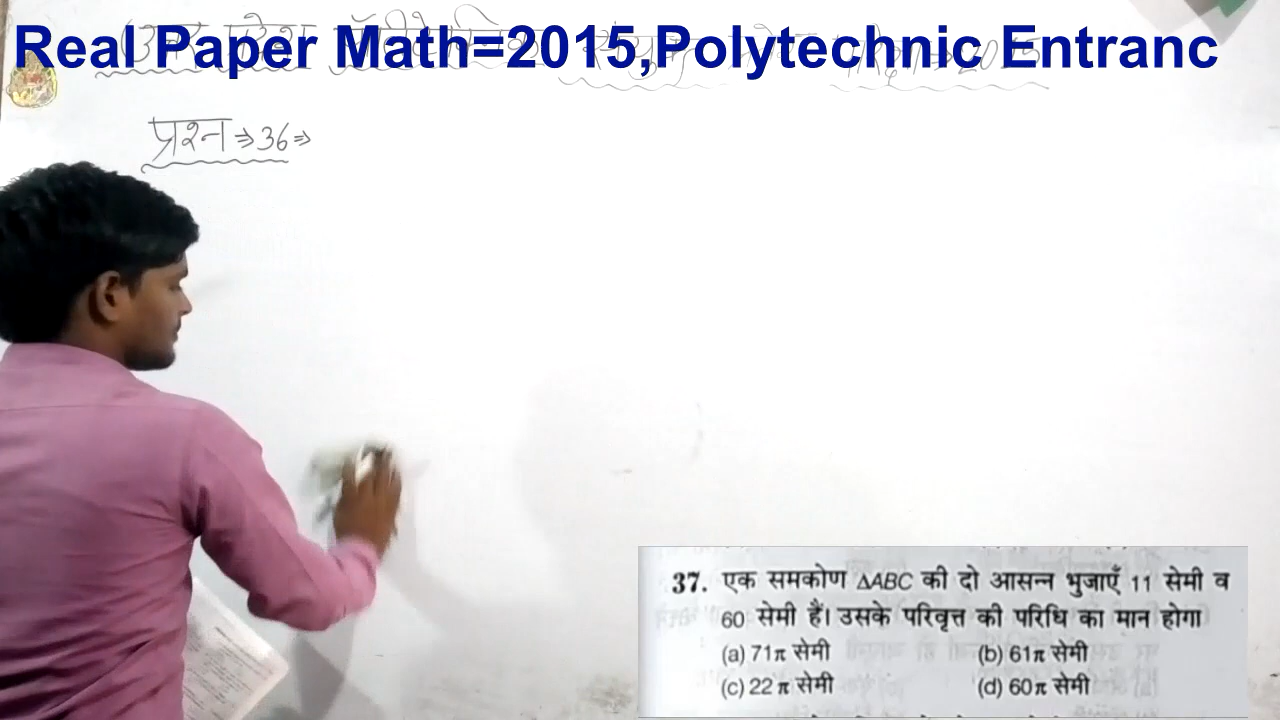 Real Paper Math=2015,Polytechnic Entranc
प्रश्न ⇒ 36 ⇒
37. एक समकोण ΔABC की दो आसन्न भुजाएँ 11 सेमी व
60 सेमी हैं। उसके परिवृत्त की परिधि का मान होगा
(a) 71π सेमी (b) 61π सेमी
(c) 22 π सेमी (d) 60π सेमी